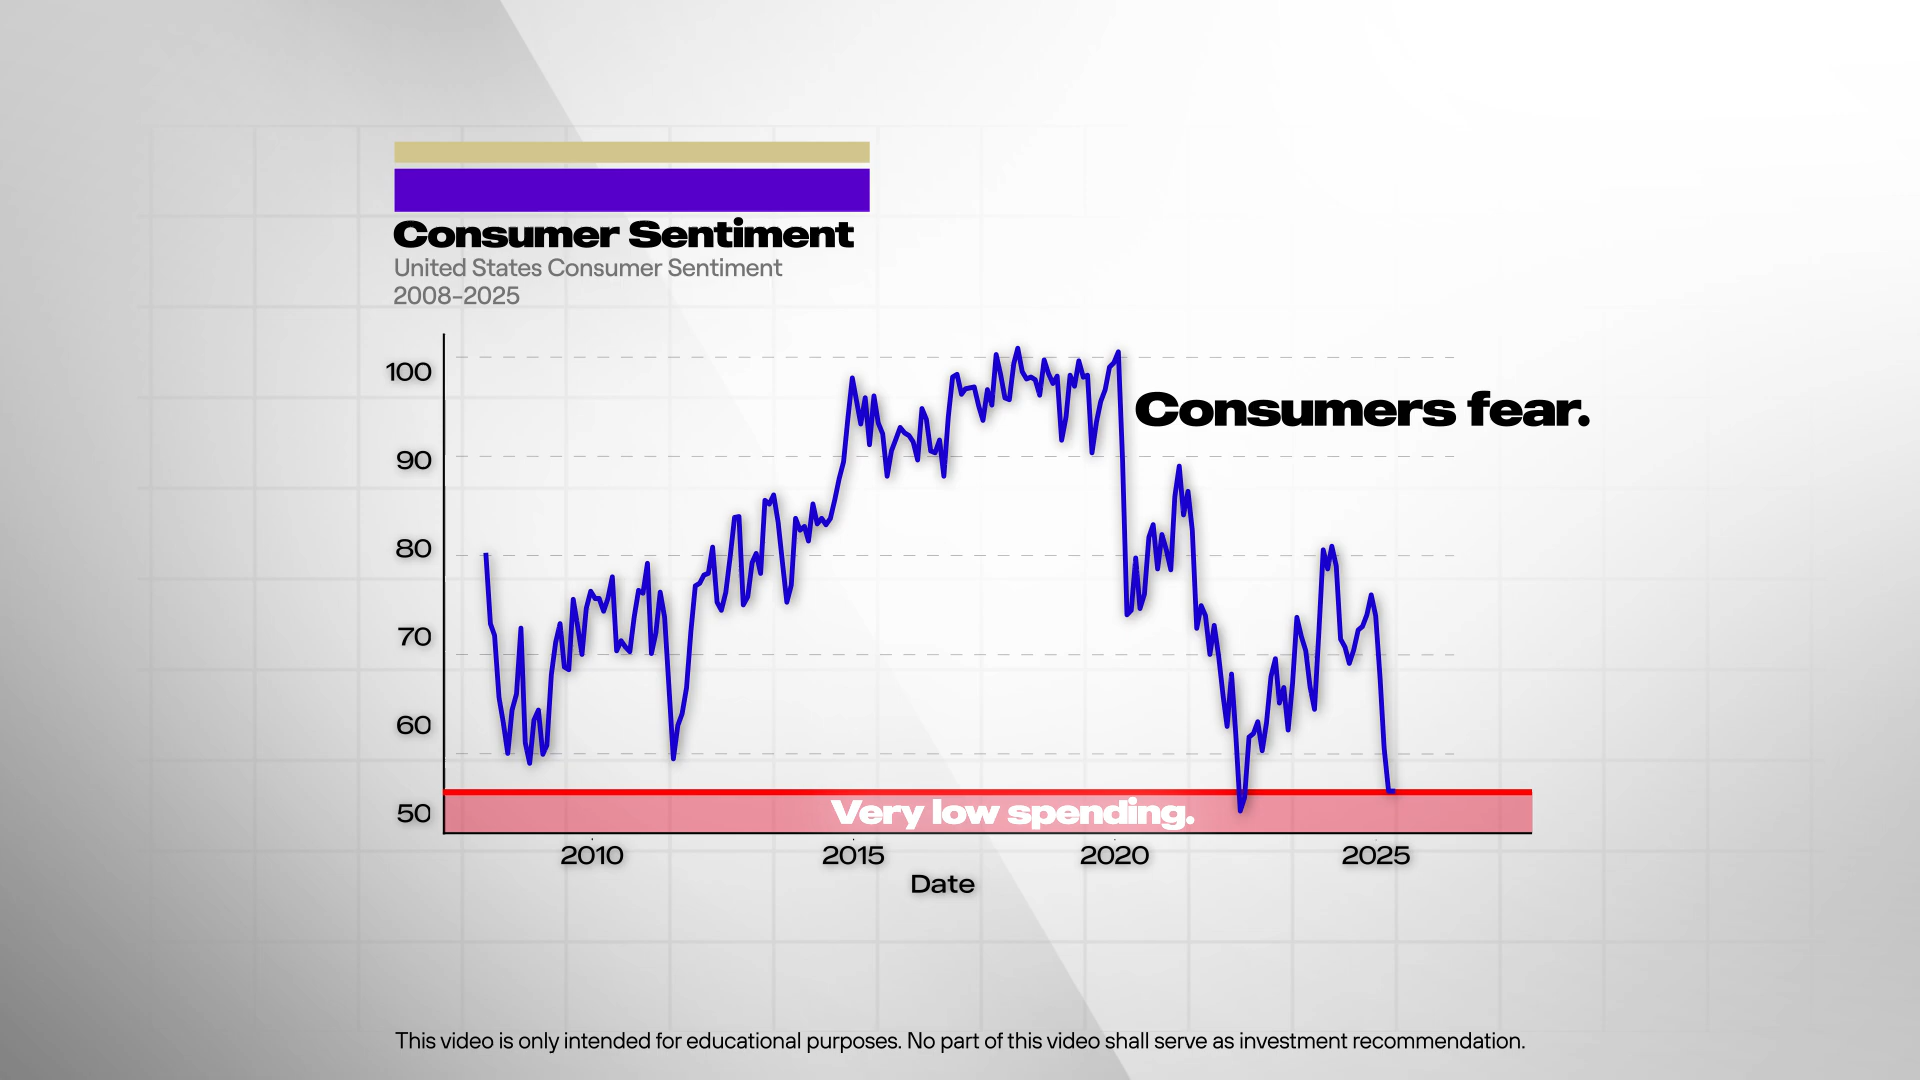 Consumer Sentiment
United States Consumer Sentiment
2008-2025
100
Consumers fear.
90
80
70
60
50
Very low spending.
2010
2015
2020
2025
Date
This video is only intended for educational purposes. No part of this video shall serve as investment recommendation.